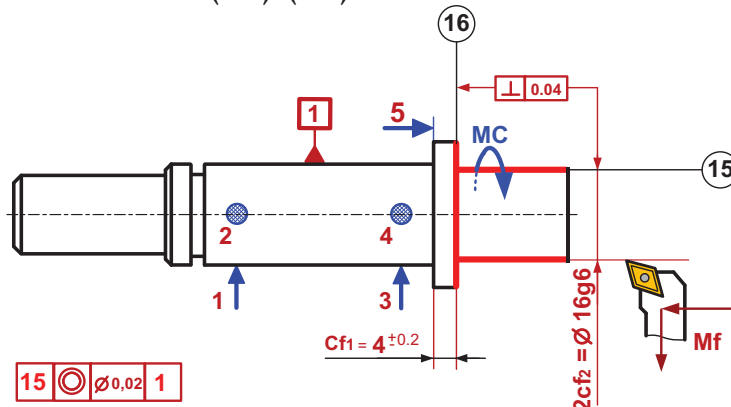 16
⊥ 0.04
1
5
MC
15
2
4
1
3
Cf1 = 4 ±0.2
2cf2 = Ø 16g6
Mf
15 ◎ Ø 0,02 1